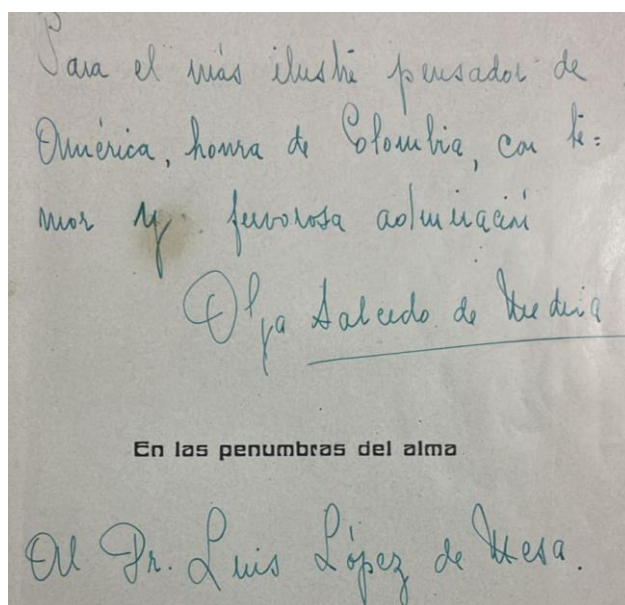 Para el más ilustre pensador de
América, honra de Colombia, con te=
mor y fervorosa admiración
Olga Salcedo de Medina
En las penumbras del alma
Al Dr. Luis López de Mesa.